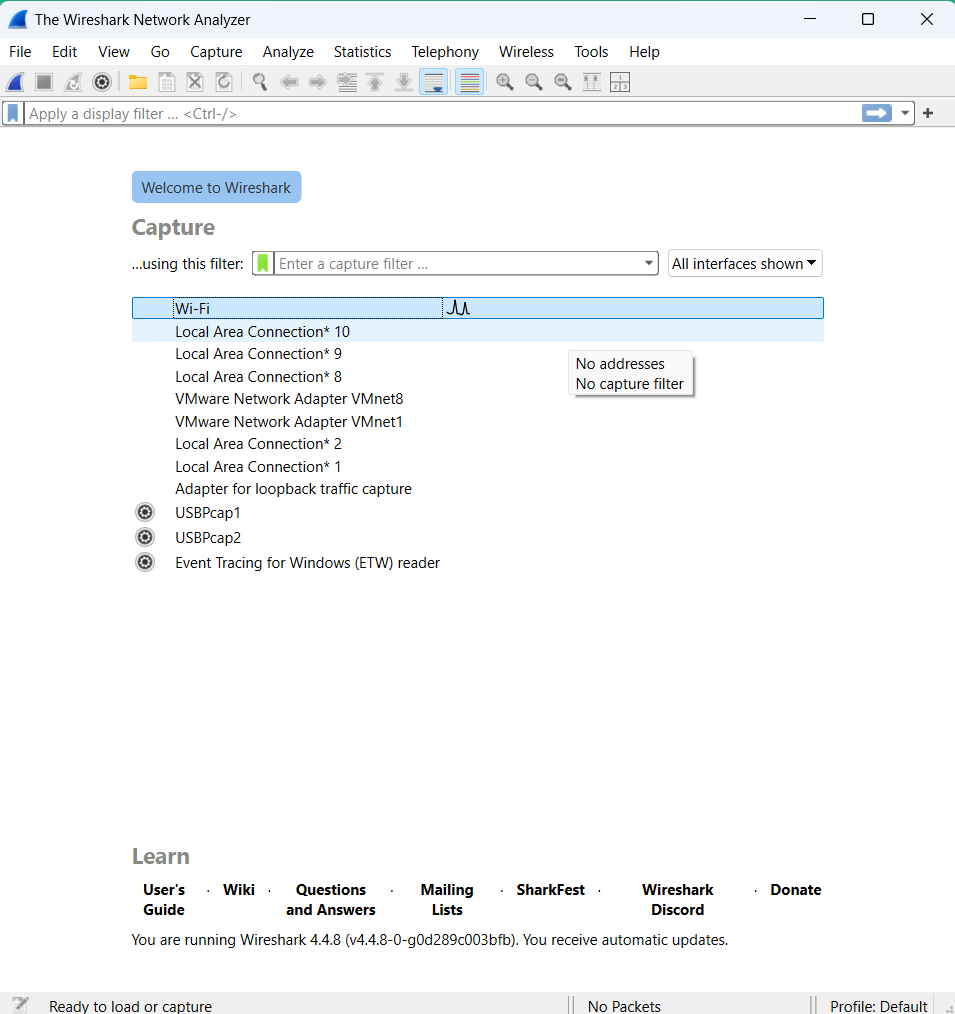 The Wireshark Network Analyzer
File Edit View Go Capture Analyze Statistics Telephony Wireless Tools Help
Apply a display filter ... <Ctrl-/>
Welcome to Wireshark
Capture
...using this filter: Enter a capture filter ... All interfaces shown
Wi-Fi
Local Area Connection* 10
Local Area Connection* 9
No addresses
Local Area Connection* 8
No capture filter
VMware Network Adapter VMnet8
VMware Network Adapter VMnet1
Local Area Connection* 2
Local Area Connection* 1
Adapter for loopback traffic capture
USBPcap1
USBPcap2
Event Tracing for Windows (ETW) reader
Learn
User's Guide · Wiki · Questions and Answers · Mailing Lists · SharkFest · Wireshark Discord · Donate
You are running Wireshark 4.4.8 (v4.4.8-0-g0d289c003bfb). You receive automatic updates.
Ready to load or capture No Packets Profile: Default